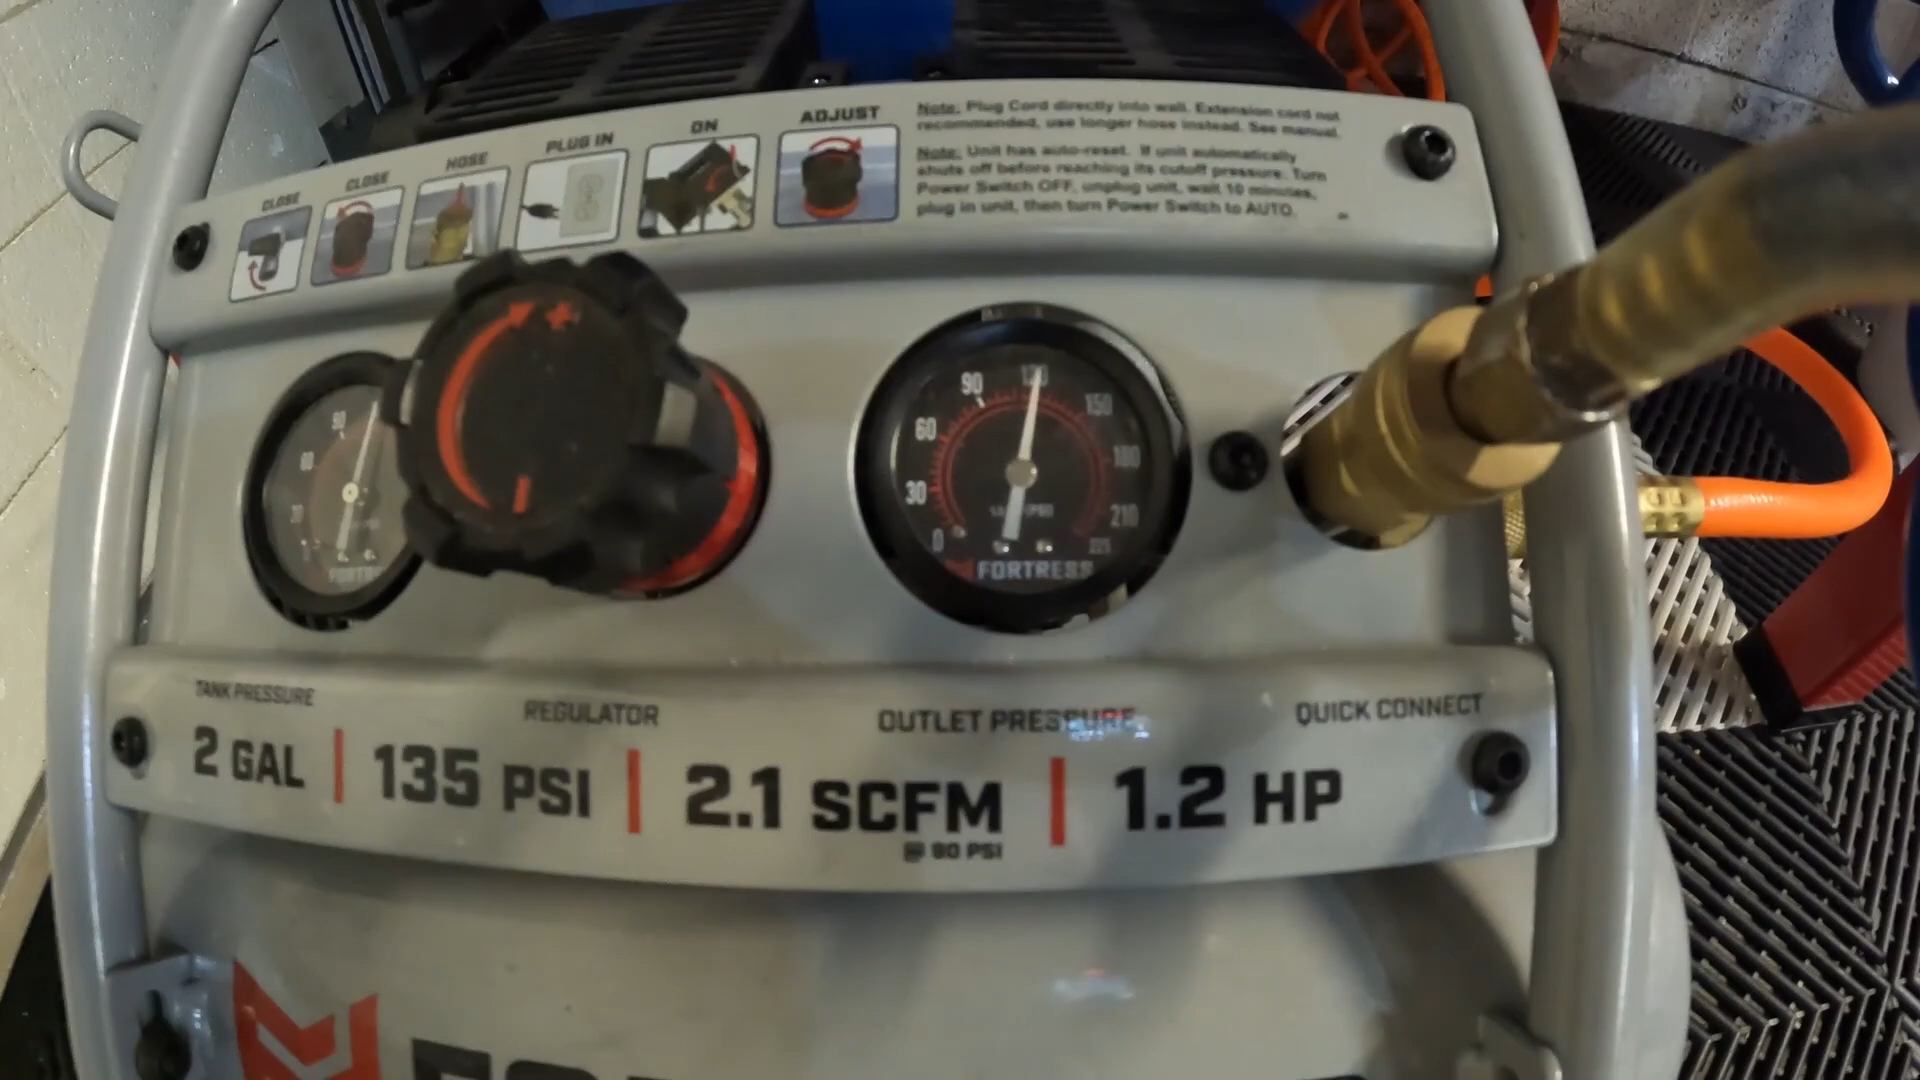 CLOSE
CLOSE
HOSE
PLUG IN
ON
ADJUST
Note: Plug Cord directly into wall. Extension cord not
recommended, use longer hose instead. See manual.
Note: Unit has auto-reset. If unit automatically
shuts off before reaching its cutoff pressure: Turn
Power Switch OFF, unplug unit, wait 10 minutes,
plug in unit, then turn Power Switch to AUTO.
90
0
30
60
90
120
150
180
210
225
(PSI)
FORTRESS
TANK PRESSURE
REGULATOR
OUTLET PRESSURE
QUICK CONNECT
2 GAL | 135 PSI | 2.1 SCFM | 1.2 HP
@ 90 PSI